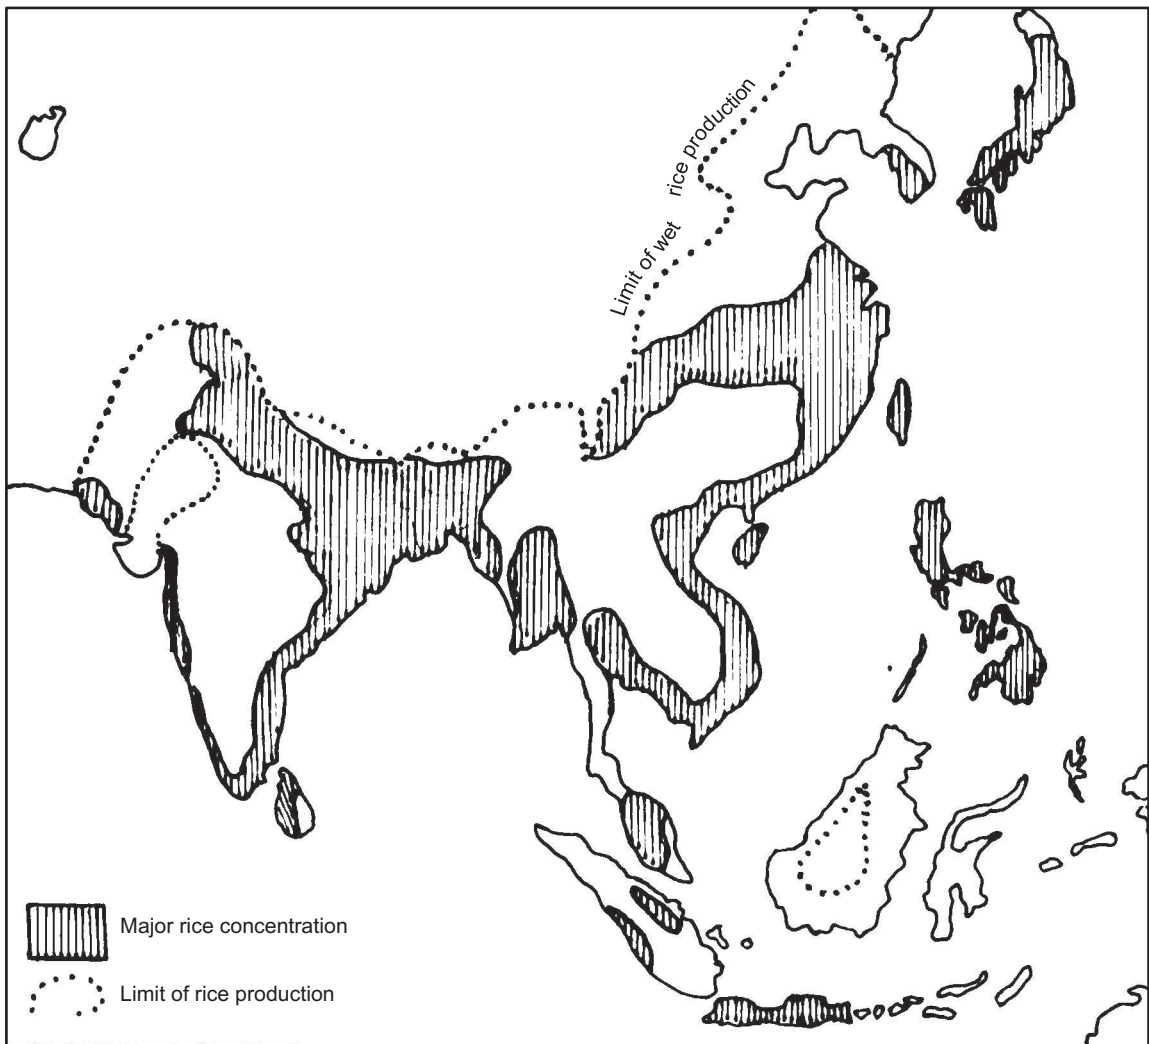 Limit of wet rice production
Major rice concentration
Limit of rice production